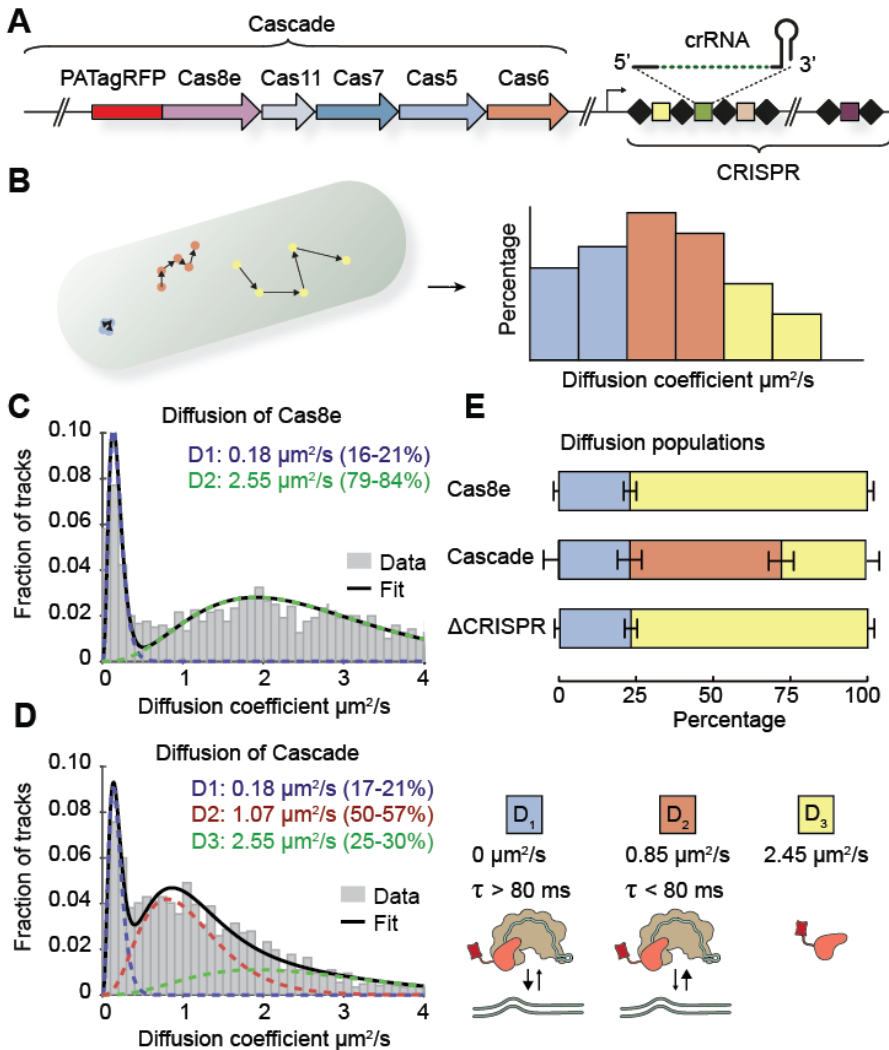 A
Cascade
PATagRFP Cas8e Cas11 Cas7 Cas5 Cas6
crRNA
5' 3'
CRISPR
B
Percentage
Diffusion coefficient µm²/s
C
Diffusion of Cas8e
D1: 0.18 µm²/s (16-21%)
D2: 2.55 µm²/s (79-84%)
Data
Fit
Fraction of tracks
0.10
0.08
0.06
0.04
0.02
0
0 1 2 3 4
Diffusion coefficient µm²/s
D
Diffusion of Cascade
D1: 0.18 µm²/s (17-21%)
D2: 1.07 µm²/s (50-57%)
D3: 2.55 µm²/s (25-30%)
Data
Fit
Fraction of tracks
0.10
0.08
0.06
0.04
0.02
0
0 1 2 3 4
Diffusion coefficient µm²/s
E
Diffusion populations
Cas8e
Cascade
ΔCRISPR
0 25 50 75 100
Percentage
D₁ D₂ D₃
0 µm²/s 0.85 µm²/s 2.45 µm²/s
τ > 80 ms τ < 80 ms